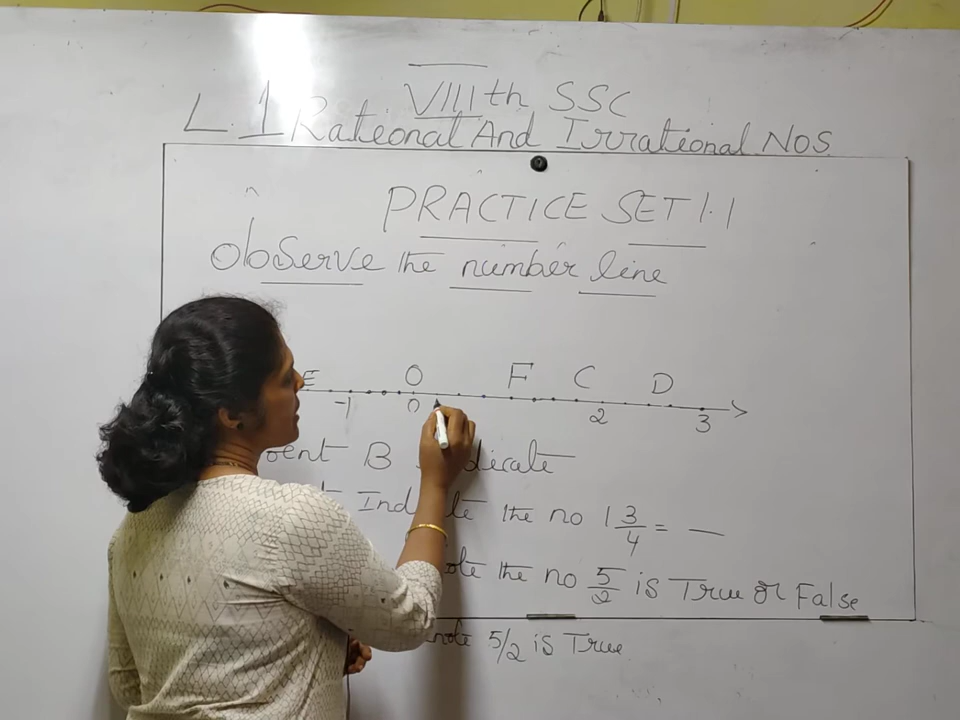 VIIIth SSC
L.1 Rational And Irrational Nos
PRACTICE SET 1.1
Observe the number line
E O F C D
-1 0 2 3
B
the no 1 3/4 = —
the no 5/2 is True or False
5/2 is True